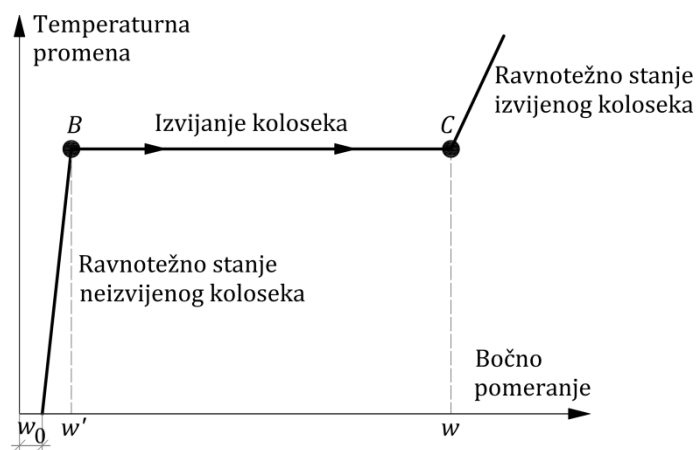 Temperaturna
promena
Ravnotežno stanje
izvijenog koloseka
B
Izvijanje koloseka
C
Ravnotežno stanje
neizvijenog koloseka
Bočno
pomeranje
w₀ w' w